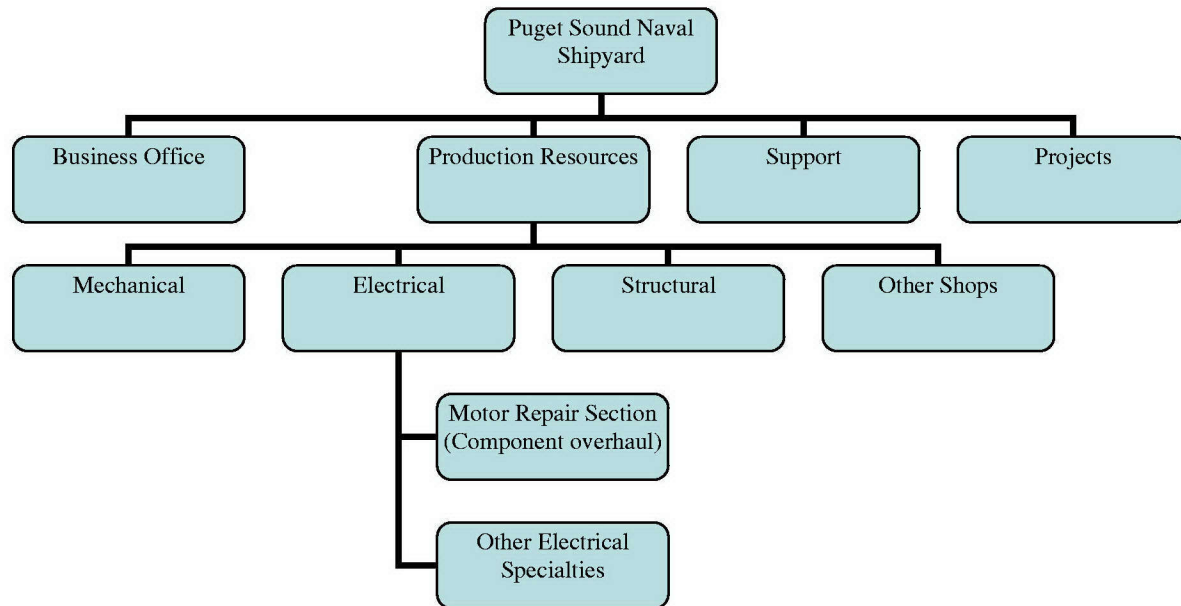 Puget Sound Naval
Shipyard
Business Office
Production Resources
Support
Projects
Mechanical
Electrical
Structural
Other Shops
Motor Repair Section
(Component overhaul)
Other Electrical
Specialties